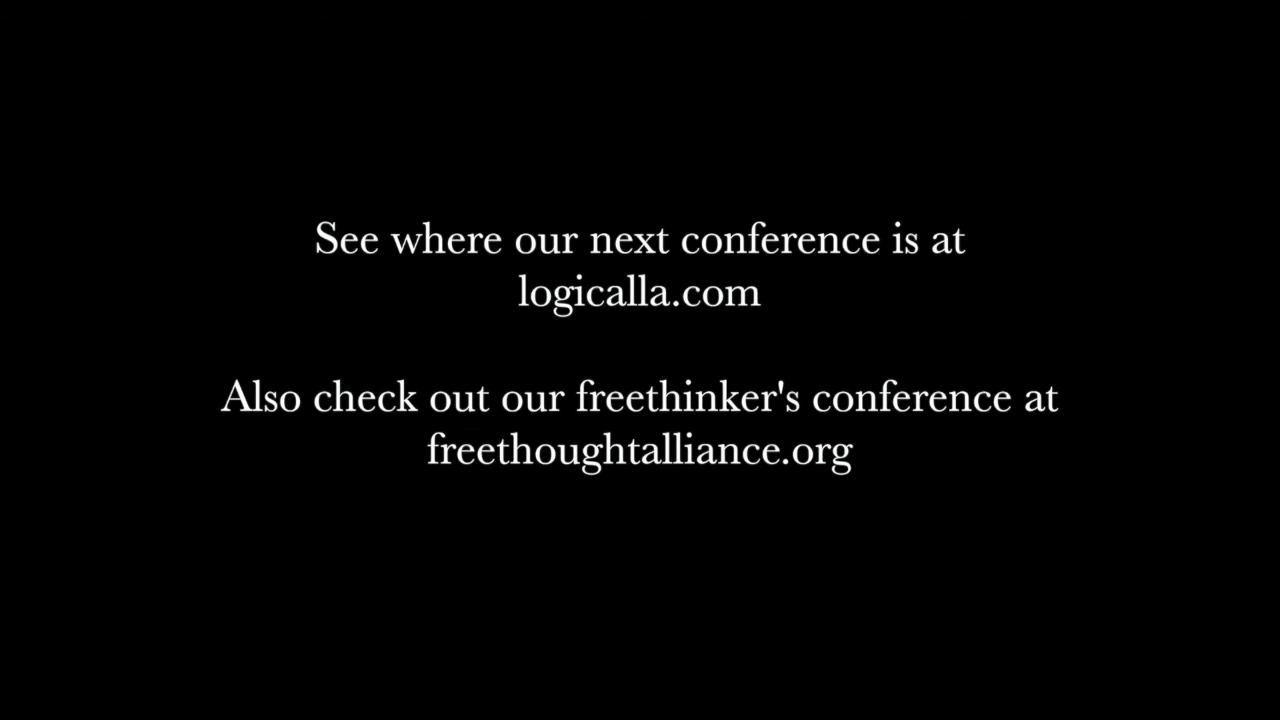 See where our next conference is at
logicalla.com
Also check out our freethinker's conference at
freethoughtalliance.org